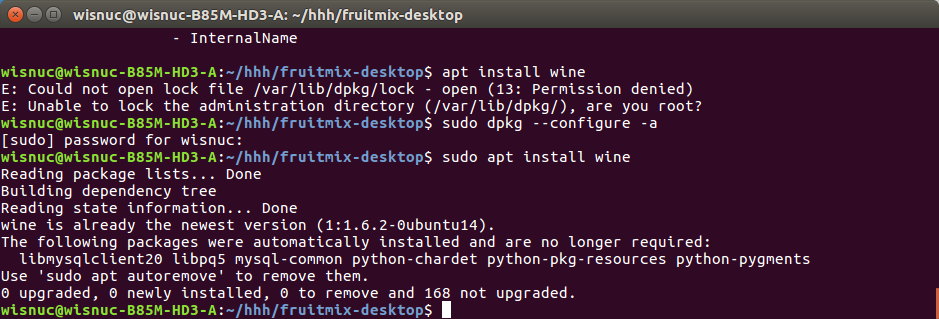 wisnuc@wisnuc-B85M-HD3-A: ~/hhh/fruitmix-desktop
- InternalName
wisnuc@wisnuc-B85M-HD3-A:~/hhh/fruitmix-desktop$ apt install wine
E: Could not open lock file /var/lib/dpkg/lock - open (13: Permission denied)
E: Unable to lock the administration directory (/var/lib/dpkg/), are you root?
wisnuc@wisnuc-B85M-HD3-A:~/hhh/fruitmix-desktop$ sudo dpkg --configure -a
[sudo] password for wisnuc:
wisnuc@wisnuc-B85M-HD3-A:~/hhh/fruitmix-desktop$ sudo apt install wine
Reading package lists... Done
Building dependency tree
Reading state information... Done
wine is already the newest version (1:1.6.2-0ubuntu14).
The following packages were automatically installed and are no longer required:
libmysqlclient20 libpq5 mysql-common python-chardet python-pkg-resources python-pygments
Use 'sudo apt autoremove' to remove them.
0 upgraded, 0 newly installed, 0 to remove and 168 not upgraded.
wisnuc@wisnuc-B85M-HD3-A:~/hhh/fruitmix-desktop$